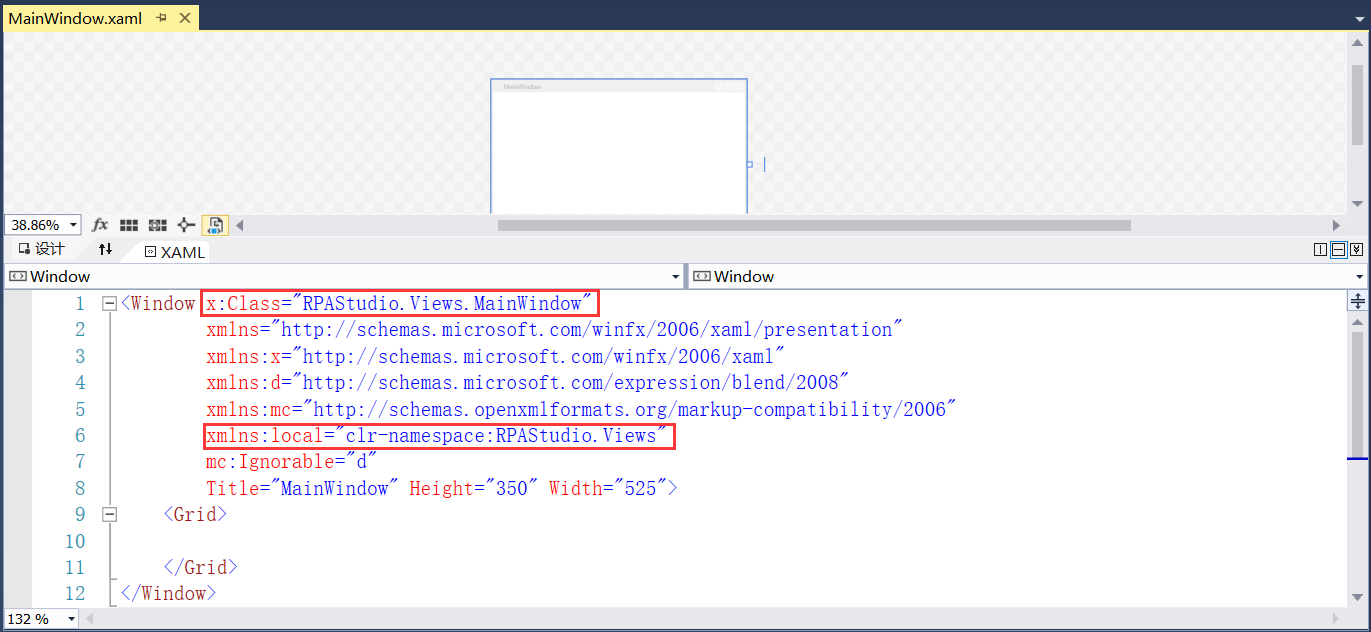 MainWindow.xaml
MainWindow
38.86%
fx
设计
XAML
Window
Window
1 <Window x:Class="RPAStudio.Views.MainWindow"
2 xmlns="http://schemas.microsoft.com/winfx/2006/xaml/presentation"
3 xmlns:x="http://schemas.microsoft.com/winfx/2006/xaml"
4 xmlns:d="http://schemas.microsoft.com/expression/blend/2008"
5 xmlns:mc="http://schemas.openxmlformats.org/markup-compatibility/2006"
6 xmlns:local="clr-namespace:RPAStudio.Views"
7 mc:Ignorable="d"
8 Title="MainWindow" Height="350" Width="525">
9 <Grid>
10
11 </Grid>
12 </Window>
132 %